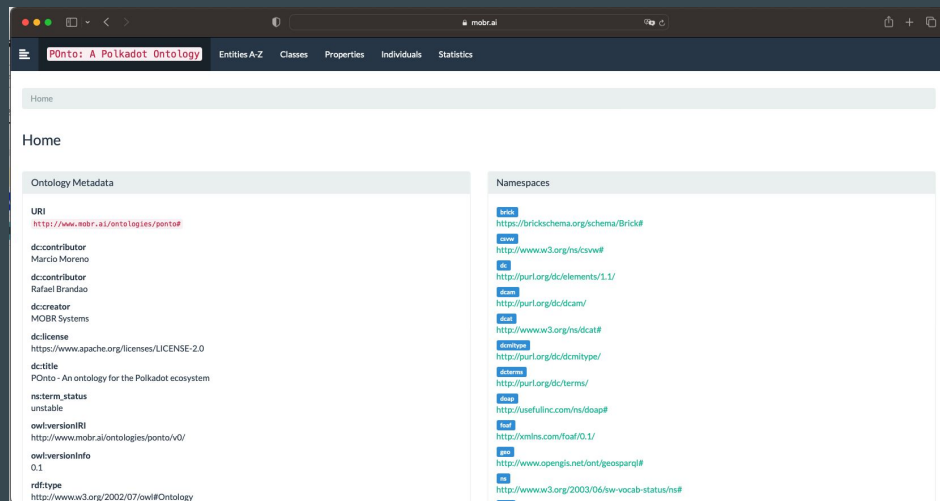 mobr.ai
POnto: A Polkadot Ontology
Entities A-Z Classes Properties Individuals Statistics
Home
Home
Ontology Metadata
URI
http://www.mobr.ai/ontologies/ponto#
dc:contributor
Marcio Moreno
dc:contributor
Rafael Brandao
dc:creator
MOBR Systems
dc:license
https://www.apache.org/licenses/LICENSE-2.0
dc:title
POnto - An ontology for the Polkadot ecosystem
ns:term_status
unstable
owl:versionIRI
http://www.mobr.ai/ontologies/ponto/v0/
owl:versionInfo
0.1
rdf:type
http://www.w3.org/2002/07/owl#Ontology
Namespaces
brick
https://brickschema.org/schema/Brick#
csvw
http://www.w3.org/ns/csvw#
dc
http://purl.org/dc/elements/1.1/
dcam
http://purl.org/dc/dcam/
dcat
http://www.w3.org/ns/dcat#
dcmitype
http://purl.org/dc/dcmitype/
dcterms
http://purl.org/dc/terms/
doap
http://usefulinc.com/ns/doap#
foaf
http://xmlns.com/foaf/0.1/
geo
http://www.opengis.net/ont/geosparql#
ns
http://www.w3.org/2003/06/sw-vocab-status/ns#